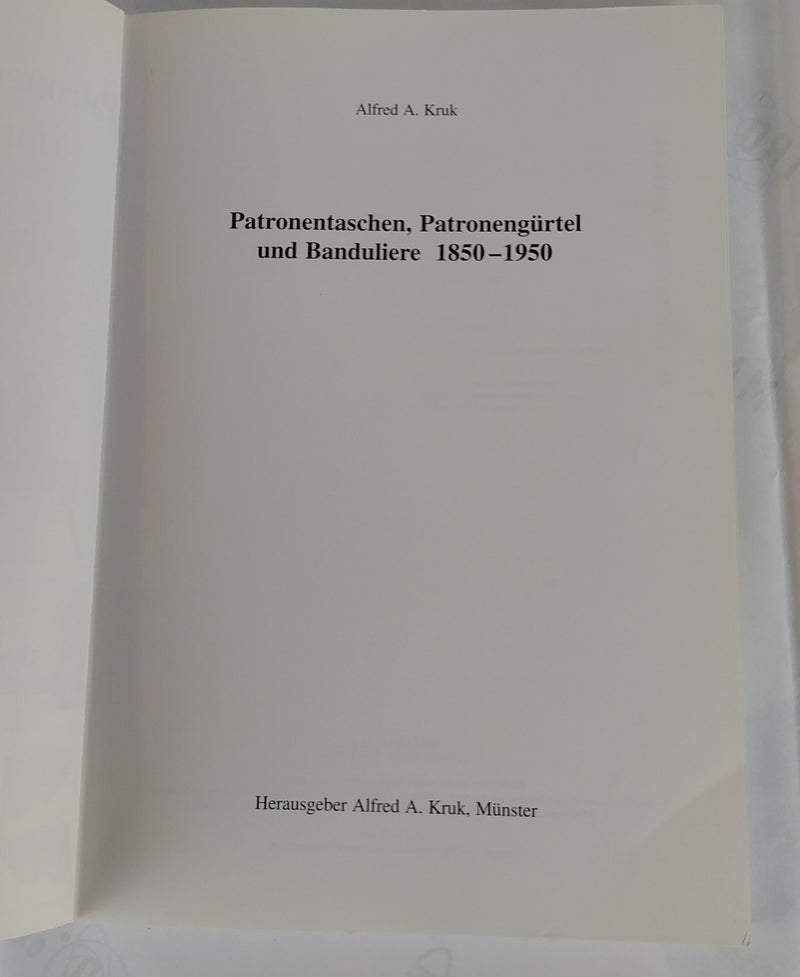 Alfred A. Kruk
Patronentaschen, Patronengürtel
und Banduliere 1850–1950
Herausgeber Alfred A. Kruk, Münster